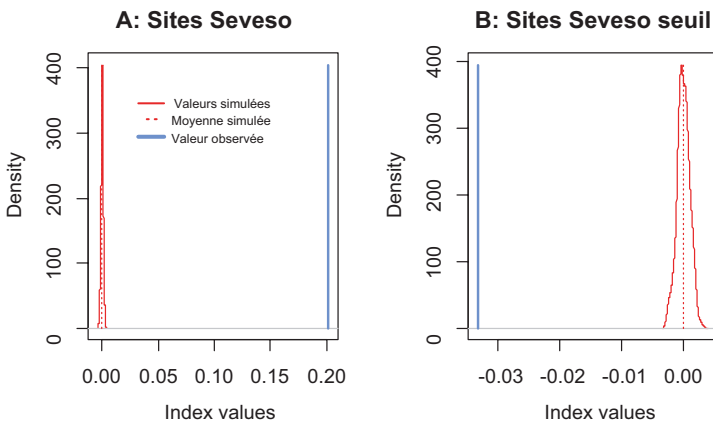 A: Sites Seveso
Density
0 100 200 300 400
Valeurs simulées
Moyenne simulée
Valeur observée
0.00 0.05 0.10 0.15 0.20
Index values
B: Sites Seveso seuil
Density
0 100 200 300 400
-0.03 -0.02 -0.01 0.00
Index values